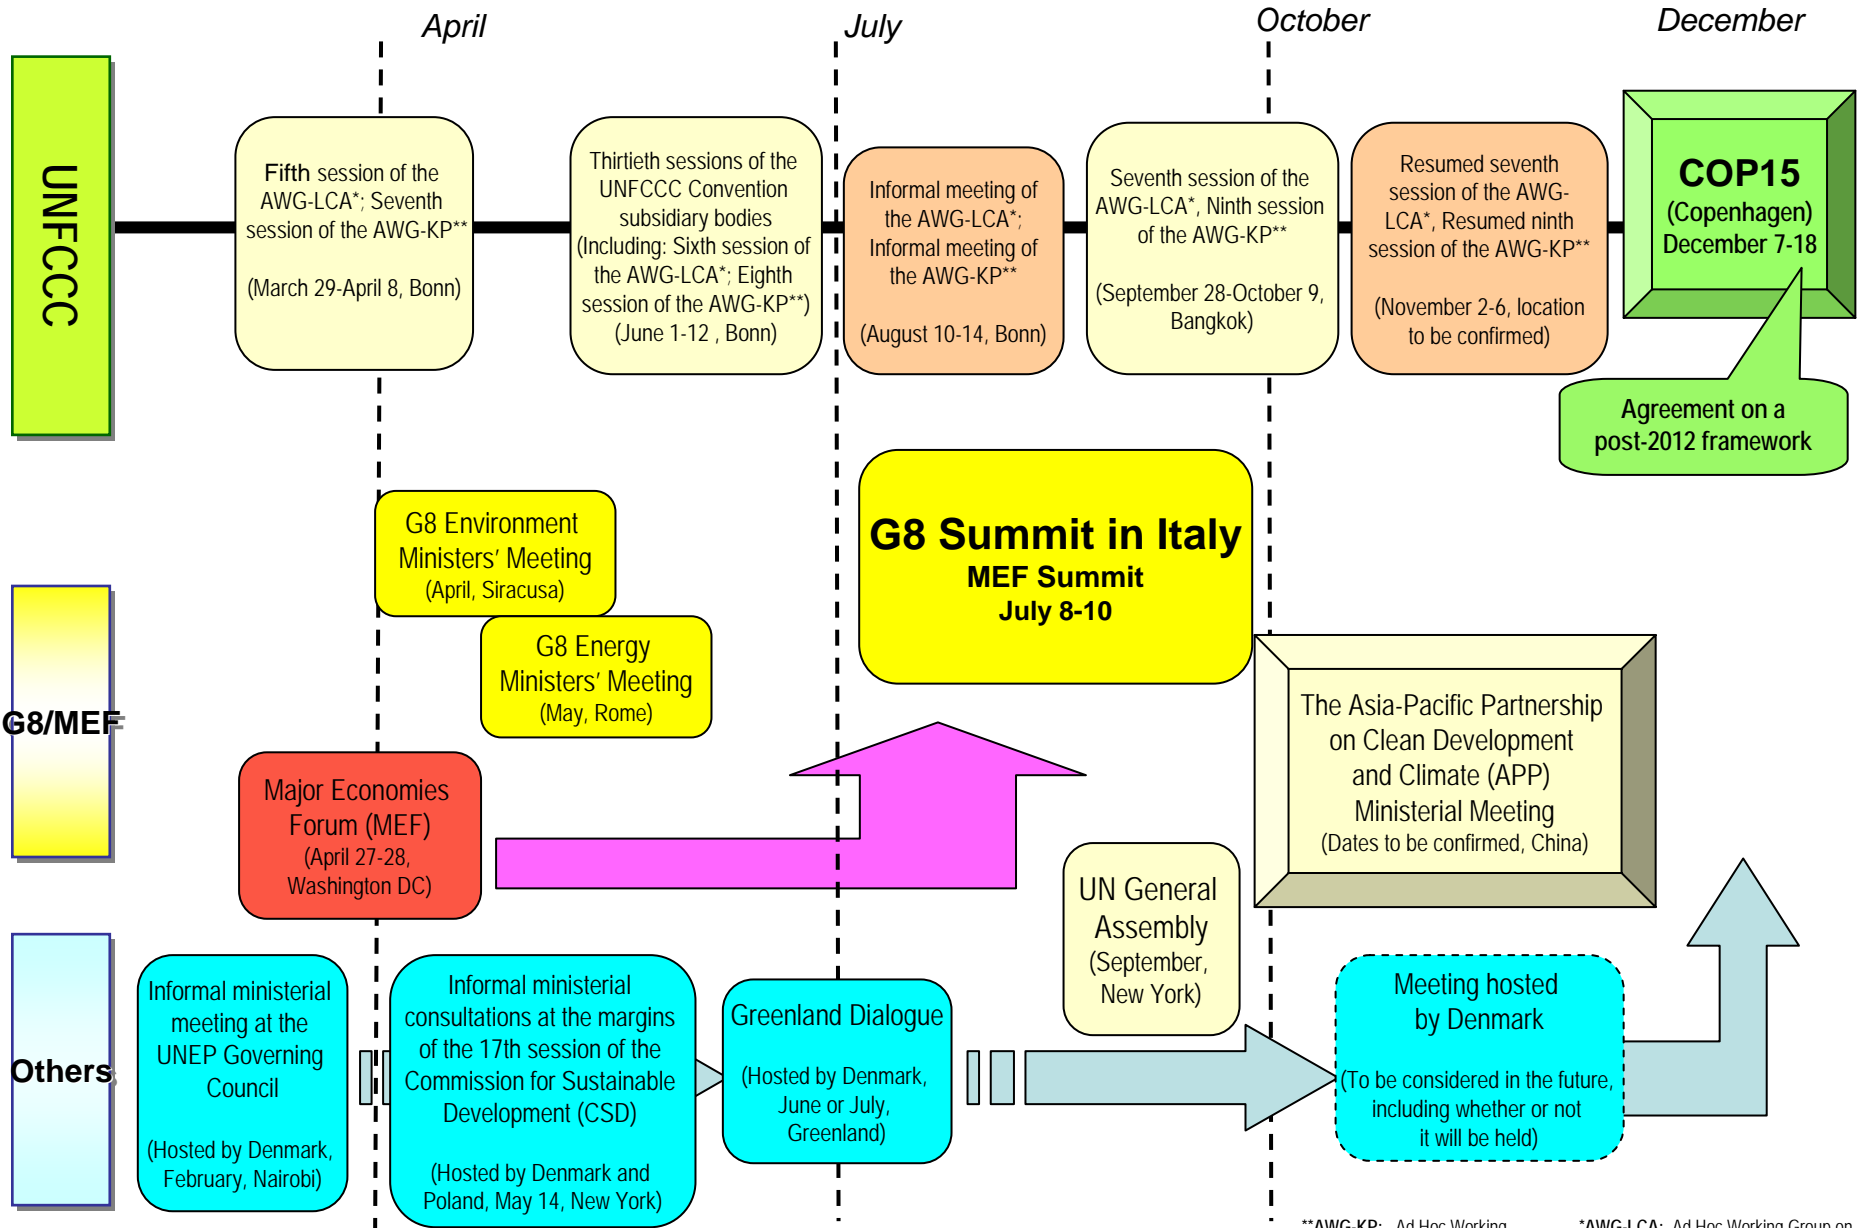 April
July
October
December
UNFCCC
Fifth session of the
AWG-LCA*; Seventh
session of the AWG-KP**
(March 29-April 8, Bonn)
Thirtieth sessions of the
UNFCCC Convention
subsidiary bodies
(Including: Sixth session of
the AWG-LCA*; Eighth
session of the AWG-KP**)
(June 1-12 , Bonn)
Informal meeting of
the AWG-LCA*;
Informal meeting of
the AWG-KP**
(August 10-14, Bonn)
Seventh session of the
AWG-LCA*, Ninth session
of the AWG-KP**
(September 28-October 9,
Bangkok)
Resumed seventh
session of the AWG-
LCA*, Resumed ninth
session of the AWG-KP**
(November 2-6, location
to be confirmed)
COP15
(Copenhagen)
December 7-18
Agreement on a
post-2012 framework
G8/MEF
G8 Environment
Ministers’ Meeting
(April, Siracusa)
G8 Energy
Ministers’ Meeting
(May, Rome)
G8 Summit in Italy
MEF Summit
July 8-10
Major Economies
Forum (MEF)
(April 27-28,
Washington DC)
The Asia-Pacific Partnership
on Clean Development
and Climate (APP)
Ministerial Meeting
(Dates to be confirmed, China)
Others
Informal ministerial
meeting at the
UNEP Governing
Council
(Hosted by Denmark,
February, Nairobi)
Informal ministerial
consultations at the margins
of the 17th session of the
Commission for Sustainable
Development (CSD)
(Hosted by Denmark and
Poland, May 14, New York)
Greenland Dialogue
(Hosted by Denmark,
June or July,
Greenland)
UN General
Assembly
(September,
New York)
Meeting hosted
by Denmark
(To be considered in the future,
including whether or not
it will be held)
**AWG-KP: Ad Hoc Working
*AWG-LCA: Ad Hoc Working Group on